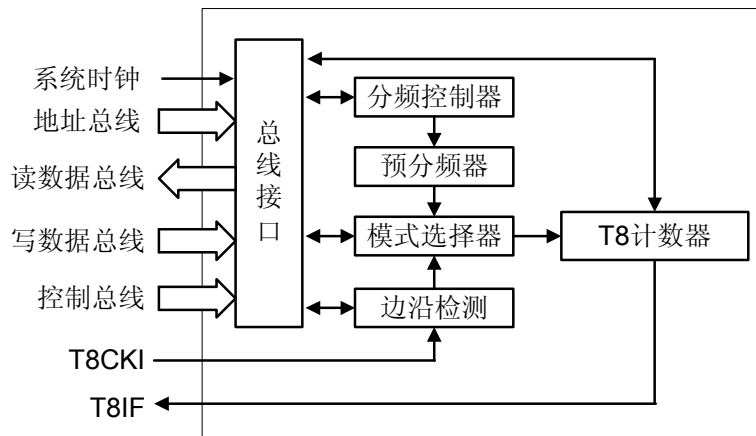 系统时钟
地址总线
读数据总线
写数据总线
控制总线
T8CKI
T8IF
总线接口
分频控制器
预分频器
模式选择器
边沿检测
T8计数器